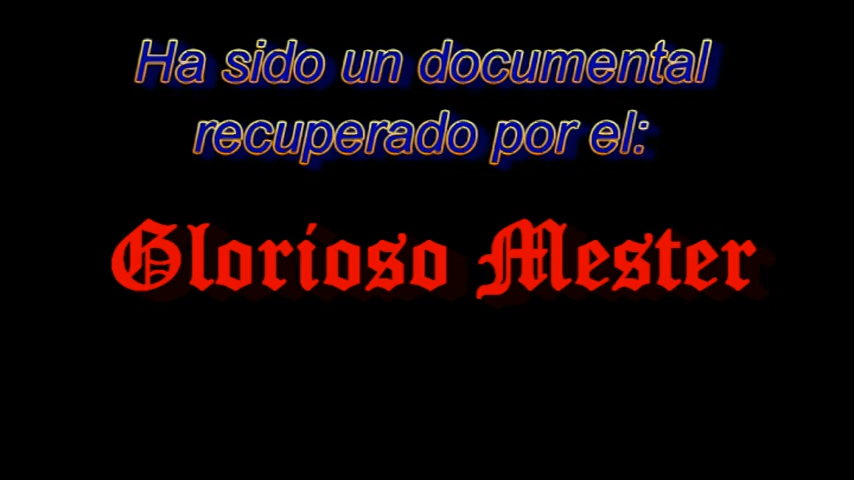 Ha sido un documental
recuperado por el:
Glorioso Mester